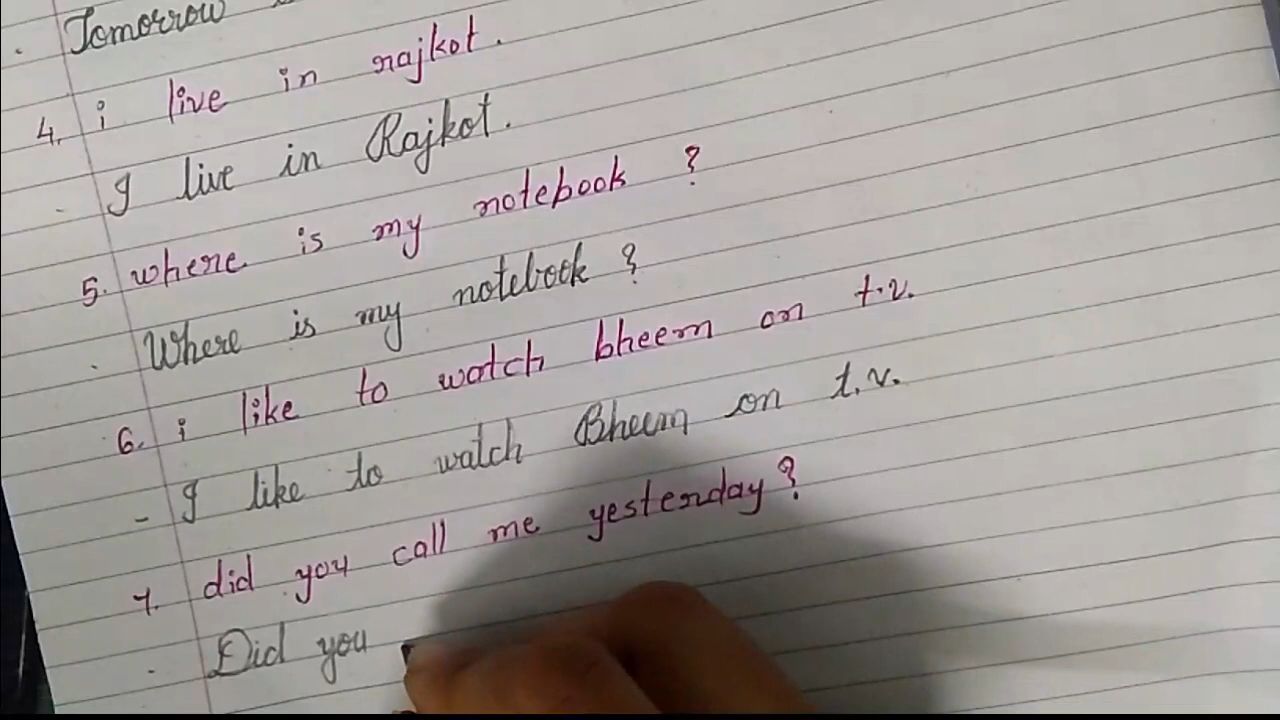 Tomorrow
4. i live in rajkot.
I live in Rajkot.
5. where is my notebook ?
Where is my notebook ?
6. i like to watch bheem on t.v.
- I like to watch Bheem on t.v.
7. did you call me yesterday?
Did you